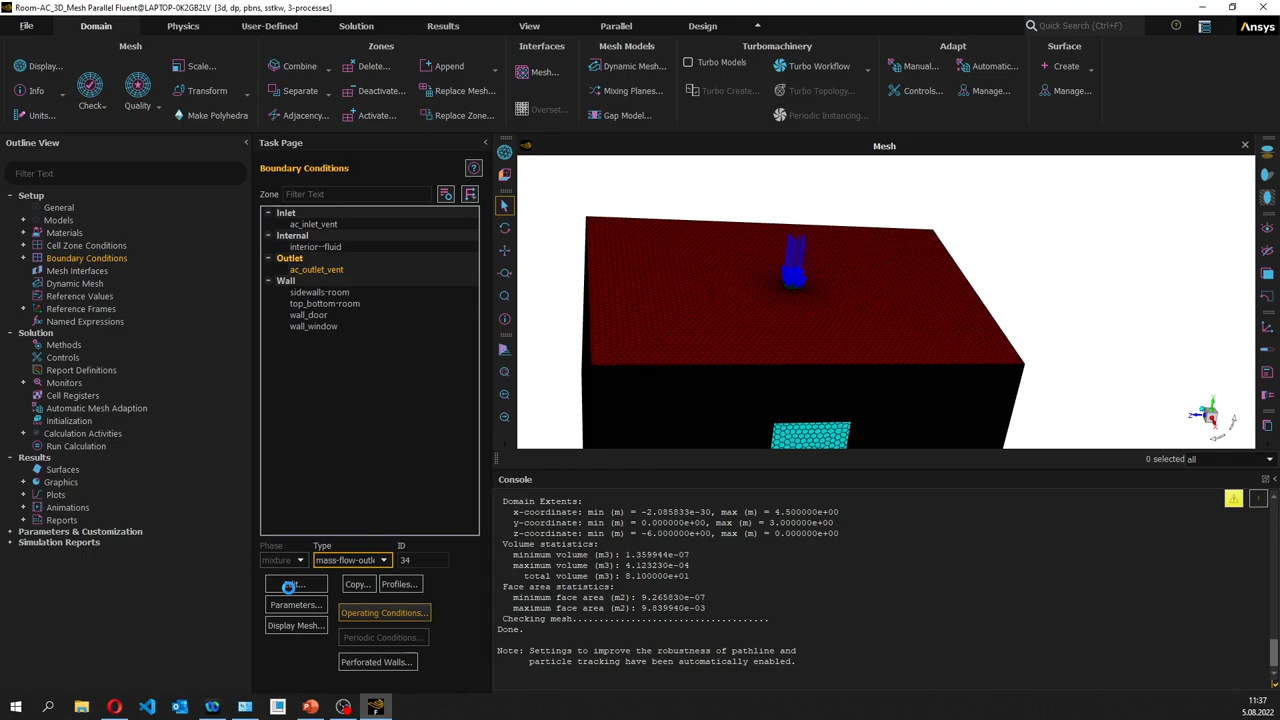 Room-AC_3D_Mesh Parallel Fluent@LAPTOP-0K2GB2LV [3d, dp, pbns, sstkw, 3-processes]
File Domain Physics User-Defined Solution Results View Parallel Design Quick Search (Ctrl+F) Ansys
Mesh Zones Interfaces Mesh Models Turbomachinery Adapt Surface
Display... Scale... Combine Delete... Append Mesh... Dynamic Mesh... Turbo Models Turbo Workflow Manual... Automatic... Create
Info Check Quality Transform Separate Deactivate... Replace Mesh... Overset... Mixing Planes... Turbo Create... Turbo Topology... Controls... Manage... Manage...
Units... Make Polyhedra Adjacency... Activate... Replace Zone... Gap Model... Periodic Instancing...
Outline View
Filter Text
Setup
General
Models
Materials
Cell Zone Conditions
Boundary Conditions
Mesh Interfaces
Dynamic Mesh
Reference Values
Reference Frames
Named Expressions
Solution
Methods
Controls
Report Definitions
Monitors
Cell Registers
Automatic Mesh Adaption
Initialization
Calculation Activities
Run Calculation
Results
Surfaces
Graphics
Plots
Animations
Reports
Parameters & Customization
Simulation Reports
Task Page
Boundary Conditions
Zone Filter Text
Inlet
ac_inlet_vent
Internal
interior--fluid
Outlet
ac_outlet_vent
Wall
sidewalls-room
top_bottom-room
wall_door
wall_window
Phase Type ID
mixture mass-flow-outle 34
Copy... Profiles...
Parameters... Operating Conditions...
Display Mesh... Periodic Conditions...
Perforated Walls...
Mesh
0 selected all
Console
Domain Extents:
x-coordinate: min (m) = -2.085833e-30, max (m) = 4.500000e+00
y-coordinate: min (m) = 0.000000e+00, max (m) = 3.000000e+00
z-coordinate: min (m) = -6.000000e+00, max (m) = 0.000000e+00
Volume statistics:
minimum volume (m3): 1.359944e-07
maximum volume (m3): 4.123230e-04
total volume (m3): 8.100000e+01
Face area statistics:
minimum face area (m2): 9.265830e-07
maximum face area (m2): 9.839940e-03
Checking mesh....................................
Done.
Note: Settings to improve the robustness of pathline and
particle tracking have been automatically enabled.
11:37
5.08.2022